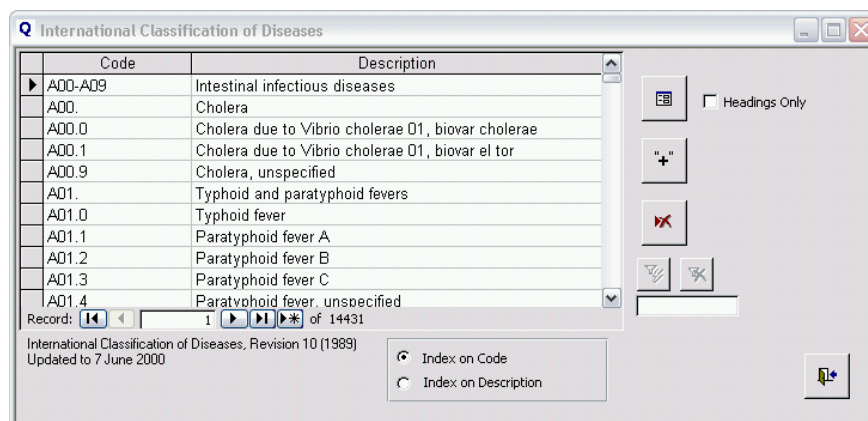 Q International Classification of Diseases
Code Description
A00-A09 Intestinal infectious diseases
A00. Cholera
A00.0 Cholera due to Vibrio cholerae 01, biovar cholerae
A00.1 Cholera due to Vibrio cholerae 01, biovar el tor
A00.9 Cholera, unspecified
A01. Typhoid and paratyphoid fevers
A01.0 Typhoid fever
A01.1 Paratyphoid fever A
A01.2 Paratyphoid fever B
A01.3 Paratyphoid fever C
A01.4 Paratyphoid fever, unspecified
Record: 1 of 14431
Headings Only
"+"
International Classification of Diseases, Revision 10 (1989)
Updated to 7 June 2000
Index on Code
Index on Description